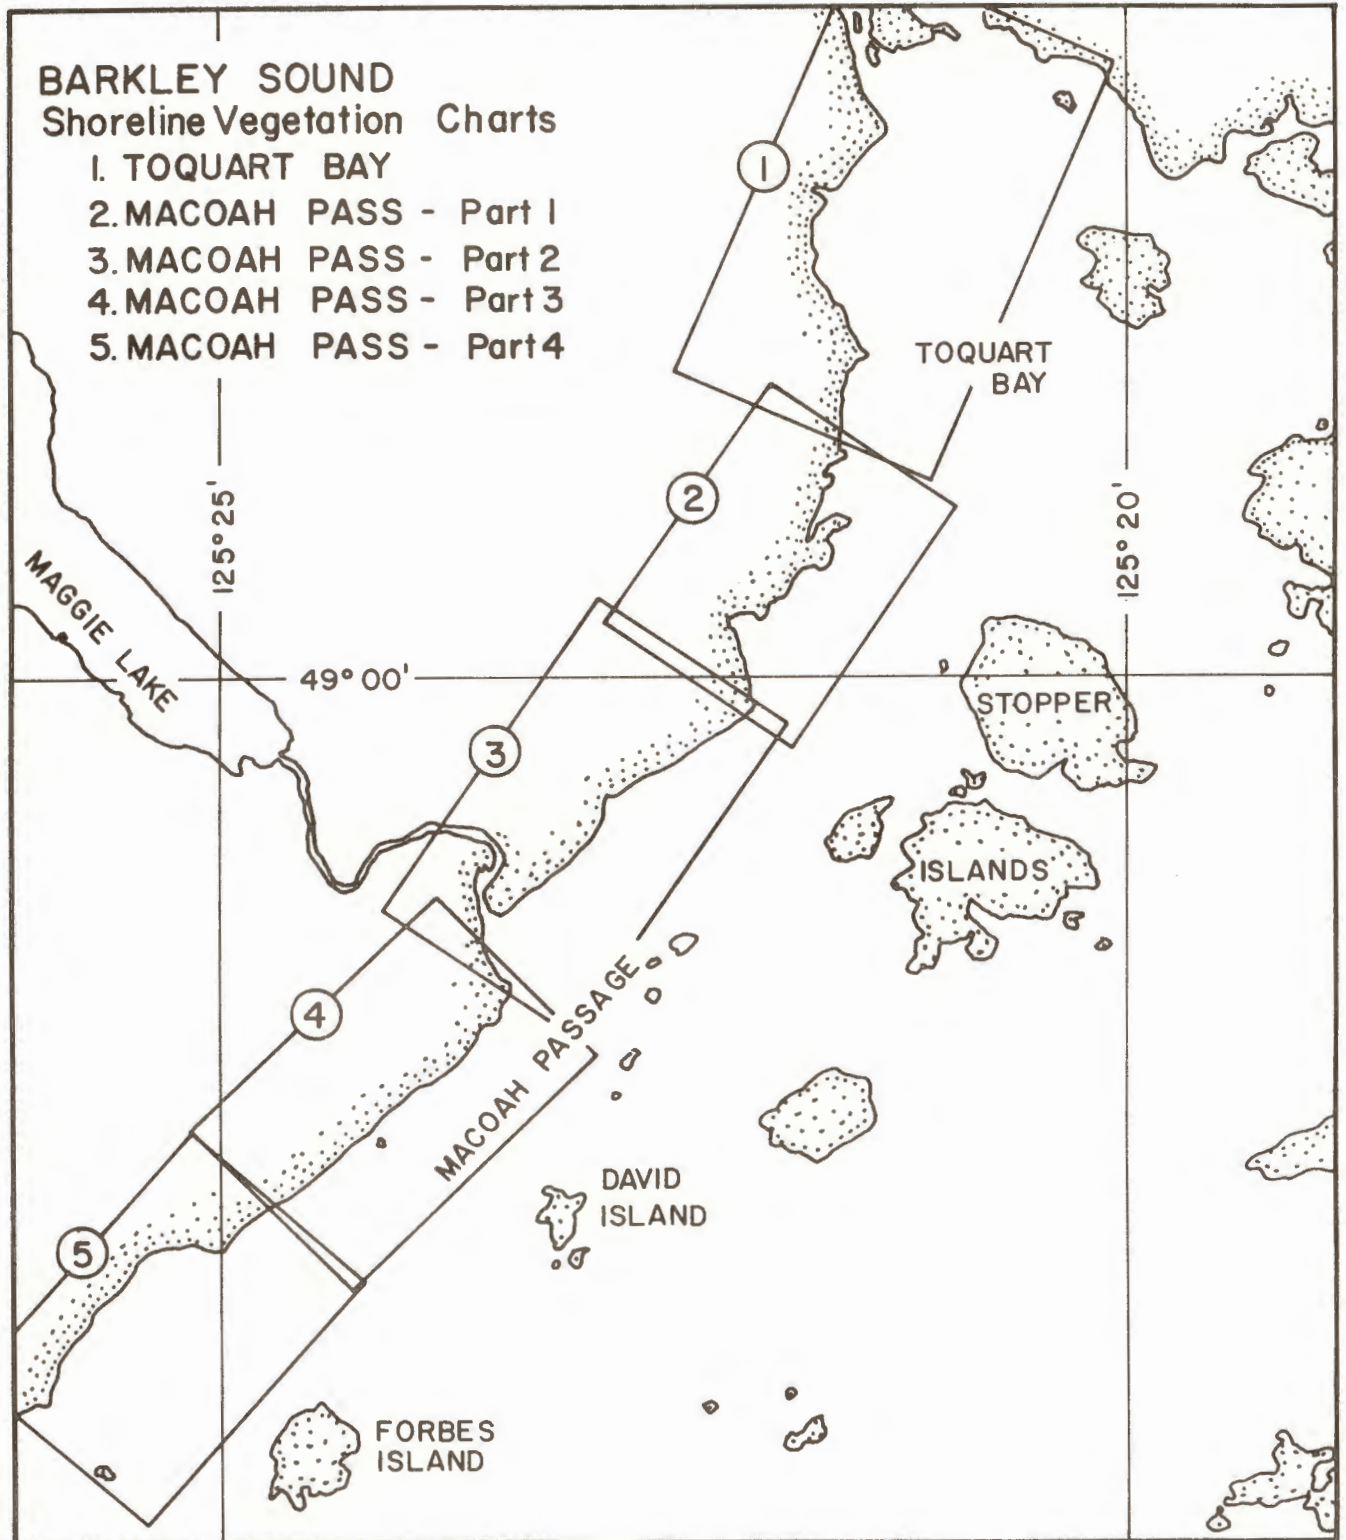 BARKLEY SOUND
Shoreline Vegetation Charts
1. TOQUART BAY
2. MACOAH PASS - Part 1
3. MACOAH PASS - Part 2
4. MACOAH PASS - Part 3
5. MACOAH PASS - Part 4
1
TOQUART
BAY
2
125° 25'
125° 20'
MAGGIE LAKE
49° 00'
STOPPER
3
ISLANDS
4
MACOAH PASSAGE
DAVID
ISLAND
5
FORBES
ISLAND